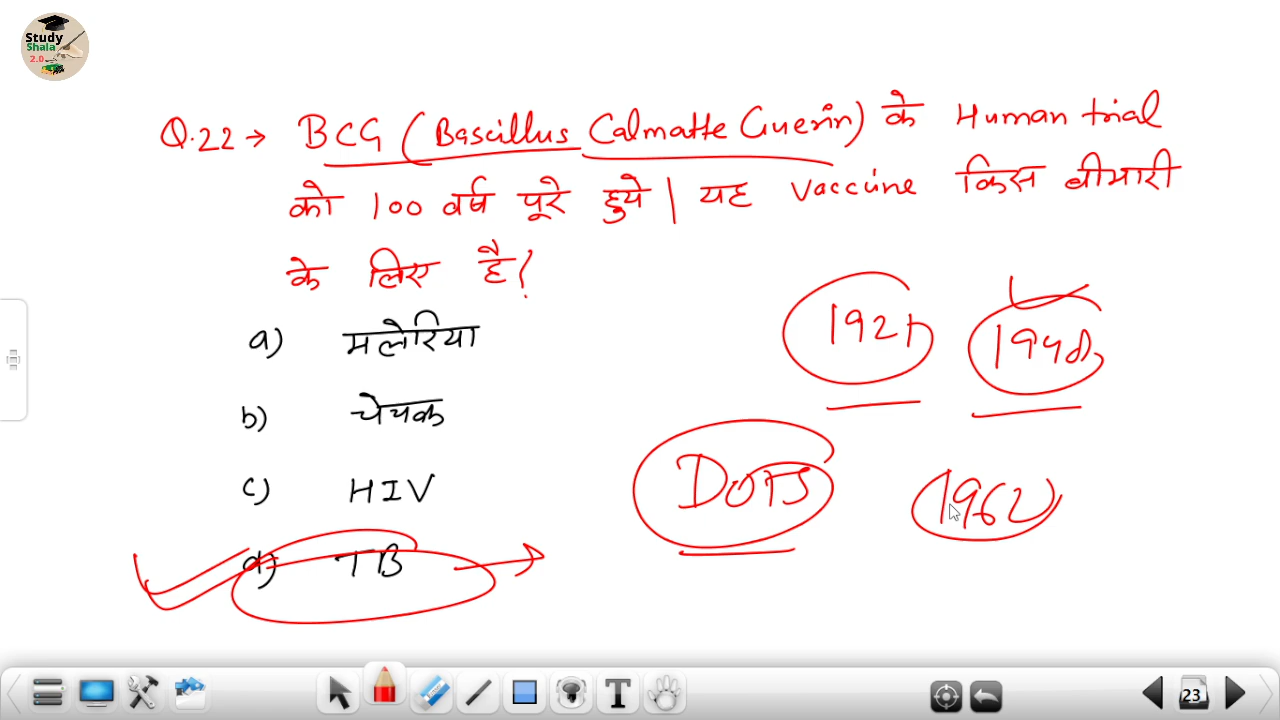 Study
Shala
2.0
Q.22→ BCG (Bascillus Calmatte Guerin) के Human trial
को 100 वर्ष पूरे हुये | यह vaccine किस बीमारी
के लिए है?
a) मलेरिया
b) चेचक
c) HIV
d) TB
1921
1948
DOTS
1962
23